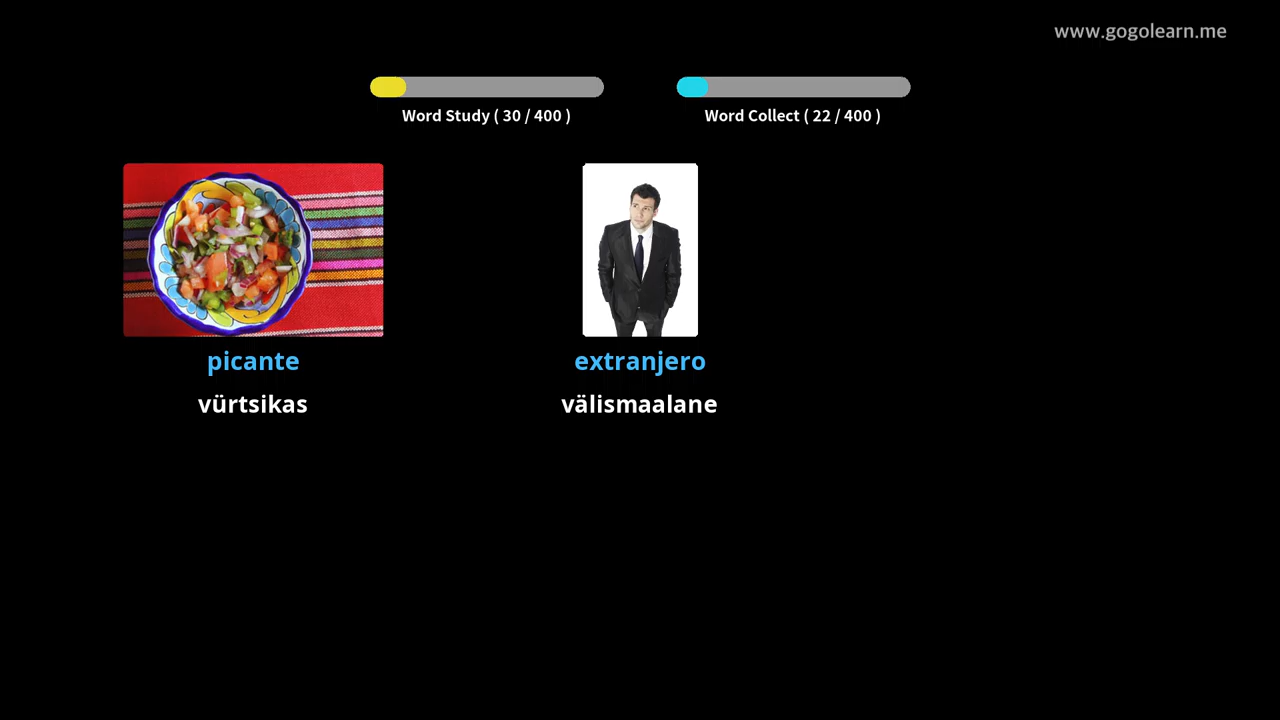 www.gogolearn.me
Word Study ( 30 / 400 )
Word Collect ( 22 / 400 )
picante
extranjero
vürtsikas
välismaalane